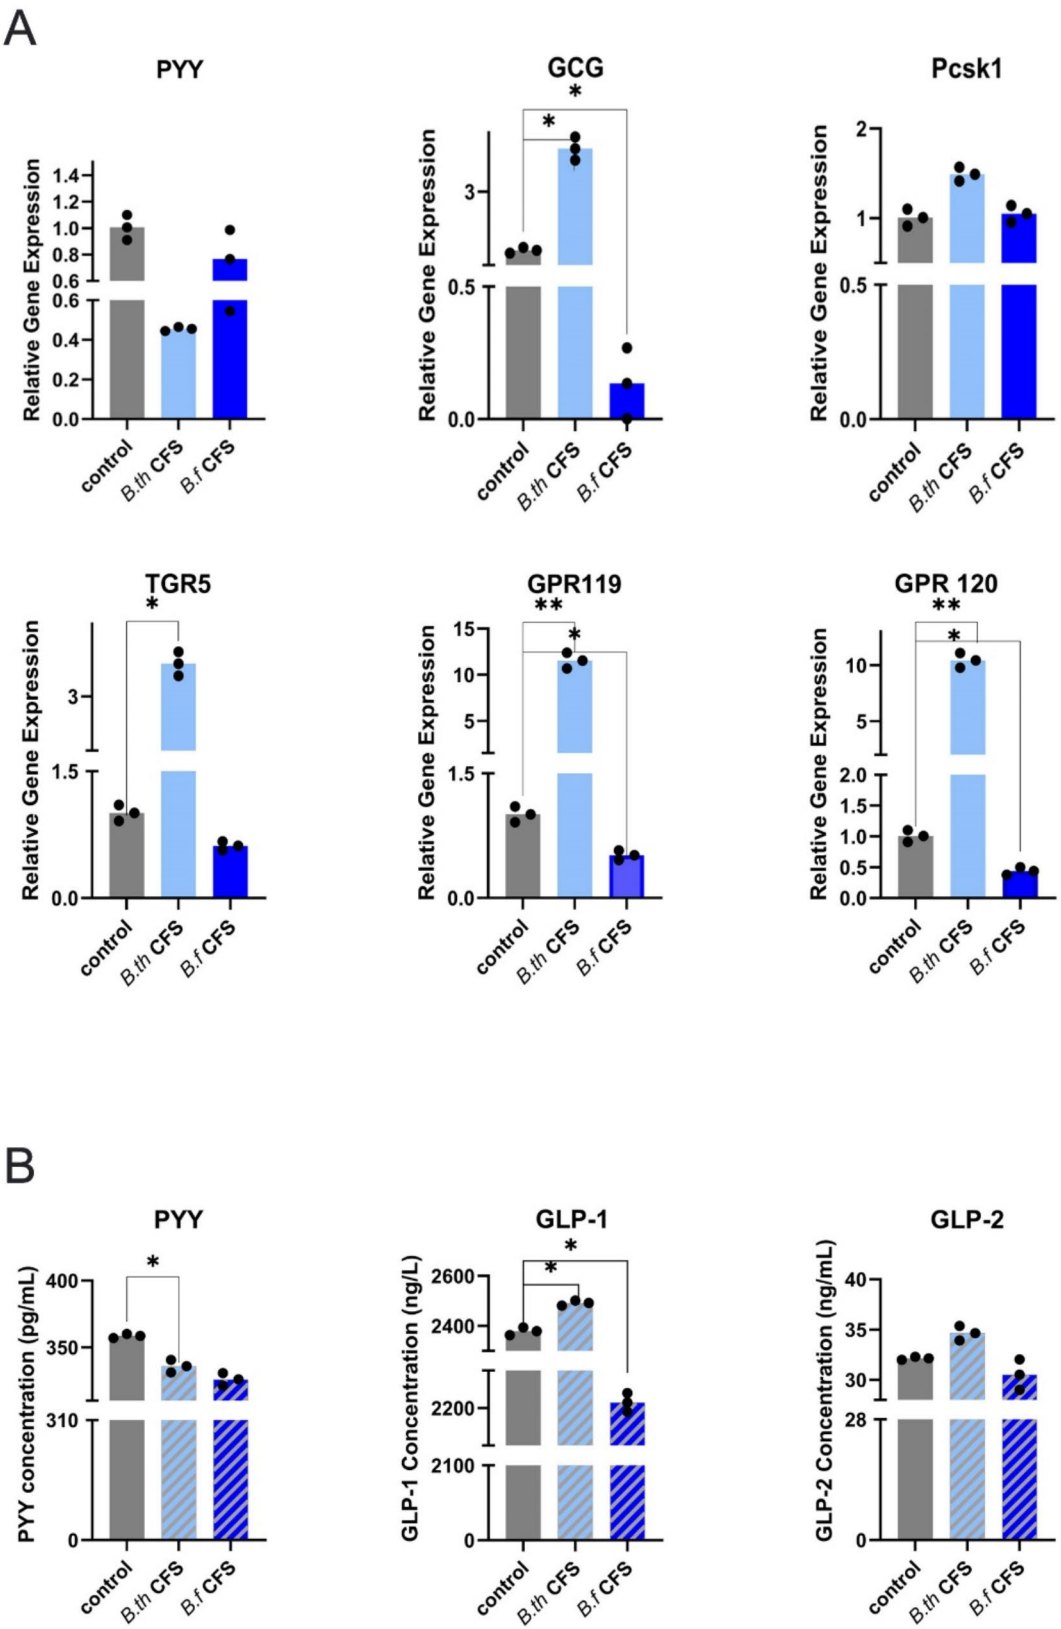 A
PYY
Relative Gene Expression
1.4
1.2
1.0
0.8
0.6
0.6
0.4
0.2
0.0
control
B.th CFS
B.f CFS
GCG
*
*
Relative Gene Expression
3
0.5
0.0
control
B.th CFS
B.f CFS
Pcsk1
Relative Gene Expression
2
1
0.5
0.0
control
B.th CFS
B.f CFS
TGR5
*
Relative Gene Expression
3
1.5
0.0
control
B.th CFS
B.f CFS
GPR119
**
*
Relative Gene Expression
15
10
5
1.5
0.0
control
B.th CFS
B.f CFS
GPR 120
**
*
Relative Gene Expression
10
5
2.0
1.5
1.0
0.5
0.0
control
B.th CFS
B.f CFS
B
PYY
*
PYY concentration (pg/mL)
400
350
310
0
control
B.th CFS
B.f CFS
GLP-1
*
*
GLP-1 Concentration (ng/L)
2600
2400
2200
2100
0
control
B.th CFS
B.f CFS
GLP-2
GLP-2 Concentration (ng/mL)
40
35
30
28
0
control
B.th CFS
B.f CFS